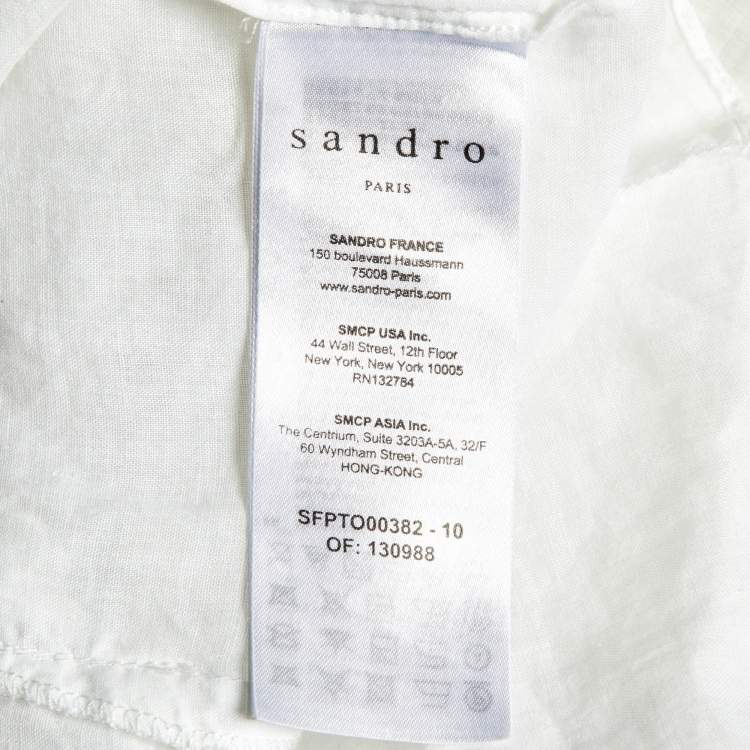 sandro
PARIS
SANDRO FRANCE
150 boulevard Haussmann
75008 Paris
www.sandro-paris.com
SMCP USA Inc.
44 Wall Street, 12th Floor
New York, New York 10005
RN132784
SMCP ASIA Inc.
The Centrium, Suite 3203A-5A, 32/F
60 Wyndham Street, Central
HONG-KONG
SFPTO00382 - 10
OF: 130988